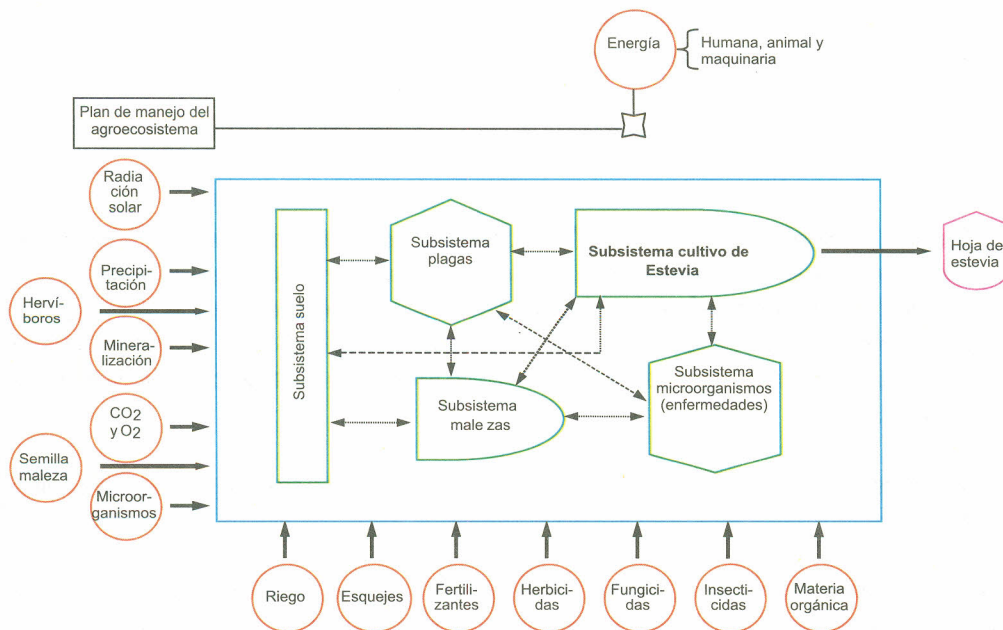 Energía
Humana, animal y
maquinaria
Plan de manejo del
agroecosistema
Radia
ción
solar
Precipi-
tación
Herví-
boros
Minera-
lización
CO2
y O2
Semilla
maleza
Microor-
ganismos
Subsistema suelo
Subsistema
plagas
Subsistema cultivo de
Estevia
Subsistema
male zas
Subsistema
microorganismos
(enfermedades)
Hoja de
estevia
Riego
Esquejes
Fertili-
zantes
Herbici-
das
Fungici-
das
Insecti-
cidas
Materia
orgánica